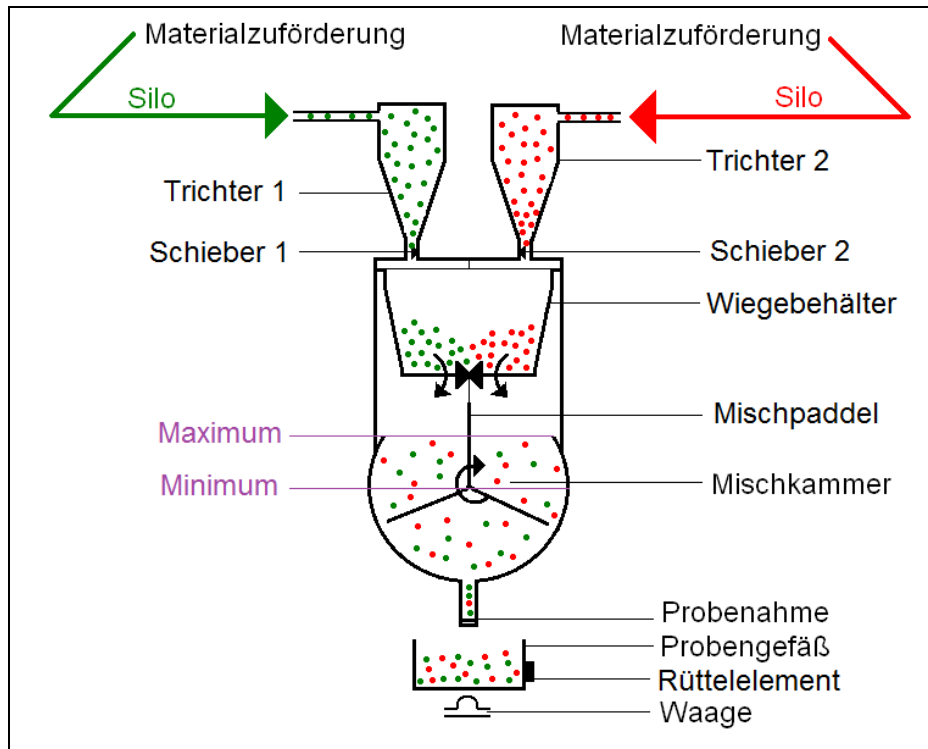 Materialzuförderung
Materialzuförderung
Silo
Silo
Trichter 1
Trichter 2
Schieber 1
Schieber 2
Wiegebehälter
Mischpaddel
Maximum
Minimum
Mischkammer
Probenahme
Probengefäß
Rüttelelement
Waage